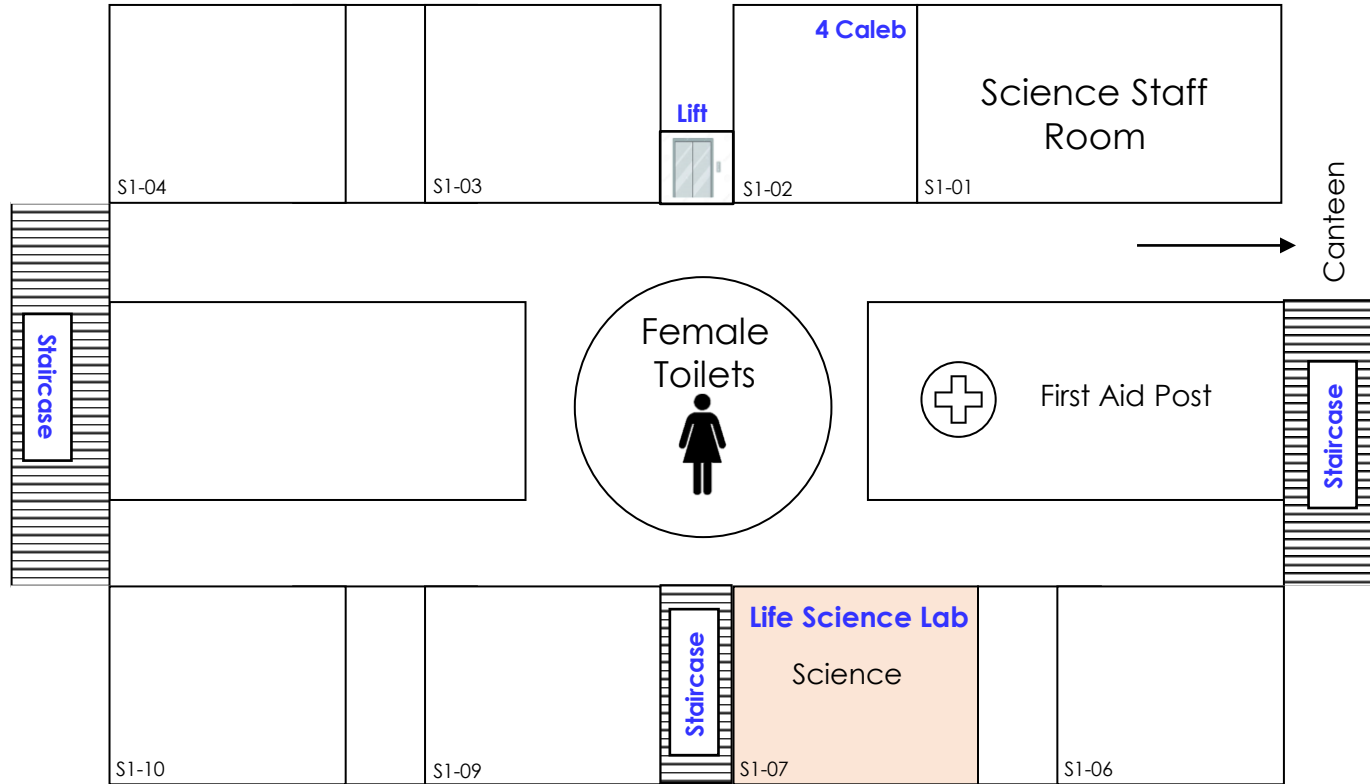 4 Caleb
Science Staff
Room
Lift
S1-04
S1-03
S1-02
S1-01
Canteen
Female
Toilets
First Aid Post
Staircase
Staircase
Life Science Lab
Science
Staircase
S1-10
S1-09
S1-07
S1-06